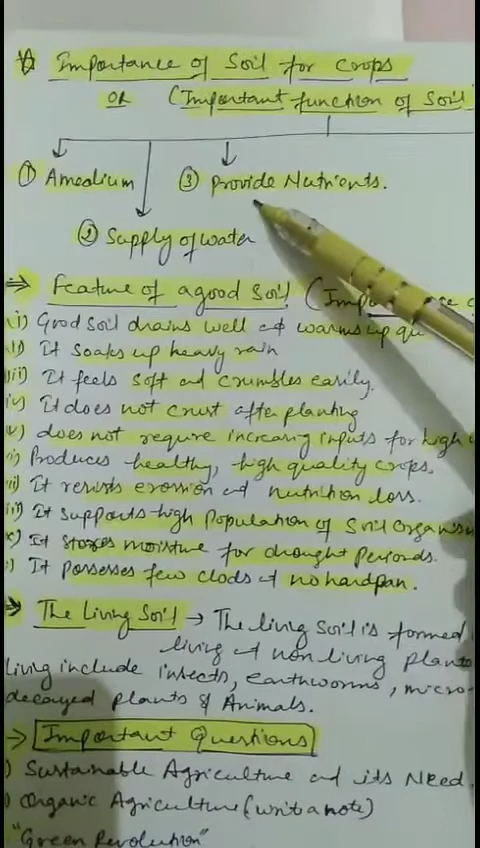 Importance of Soil for Crops
OR (Important function of Soil
① A medium ③ Provide Nutrients.
② Supply of water
⇒ Feature of a good Soil (Imp
i) Good Soil drains well & warms up qu
It soaks up heavy rain
iii) It feels soft and crumbles easily.
iv) It does not crust after planting
v) does not require increasing inputs for high
i) Produces healthy, high quality crops.
ii) It resists erossion & nutrition loss.
iii) It supports high Population of Soil Organism
x) It stores moisture for drought periods.
) It possesses few clods & no hardpan.
→ The Living Soil → The living soil is formed
living & non living plants
Living include insects, earthworms, micro-
decayed plants & Animals.
→ Important Questions
) Sustainable Agriculture and its Need.
) Organic Agriculture (write a note)
"Green Revolution"